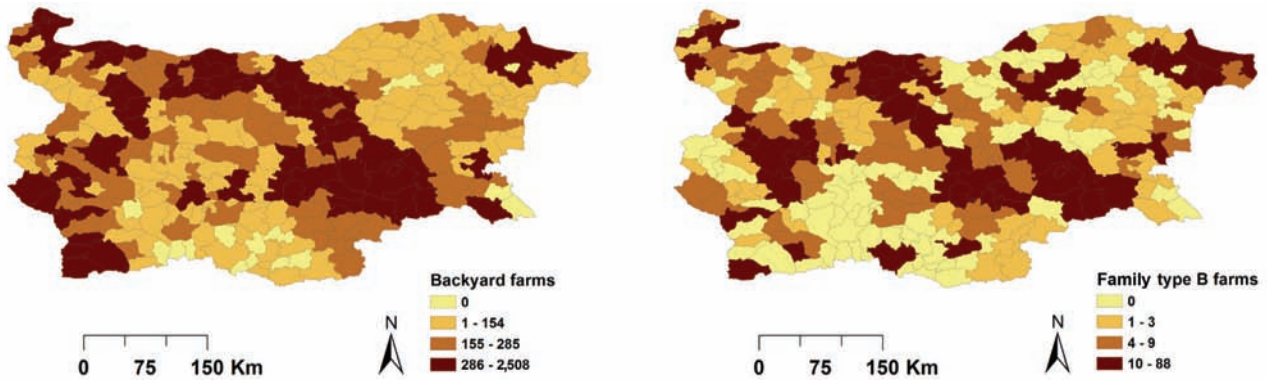 Backyard farms
0
1 - 154
155 - 285
286 - 2,508
N
0 75 150 Km
Family type B farms
0
1 - 3
4 - 9
10 - 88
N
0 75 150 Km